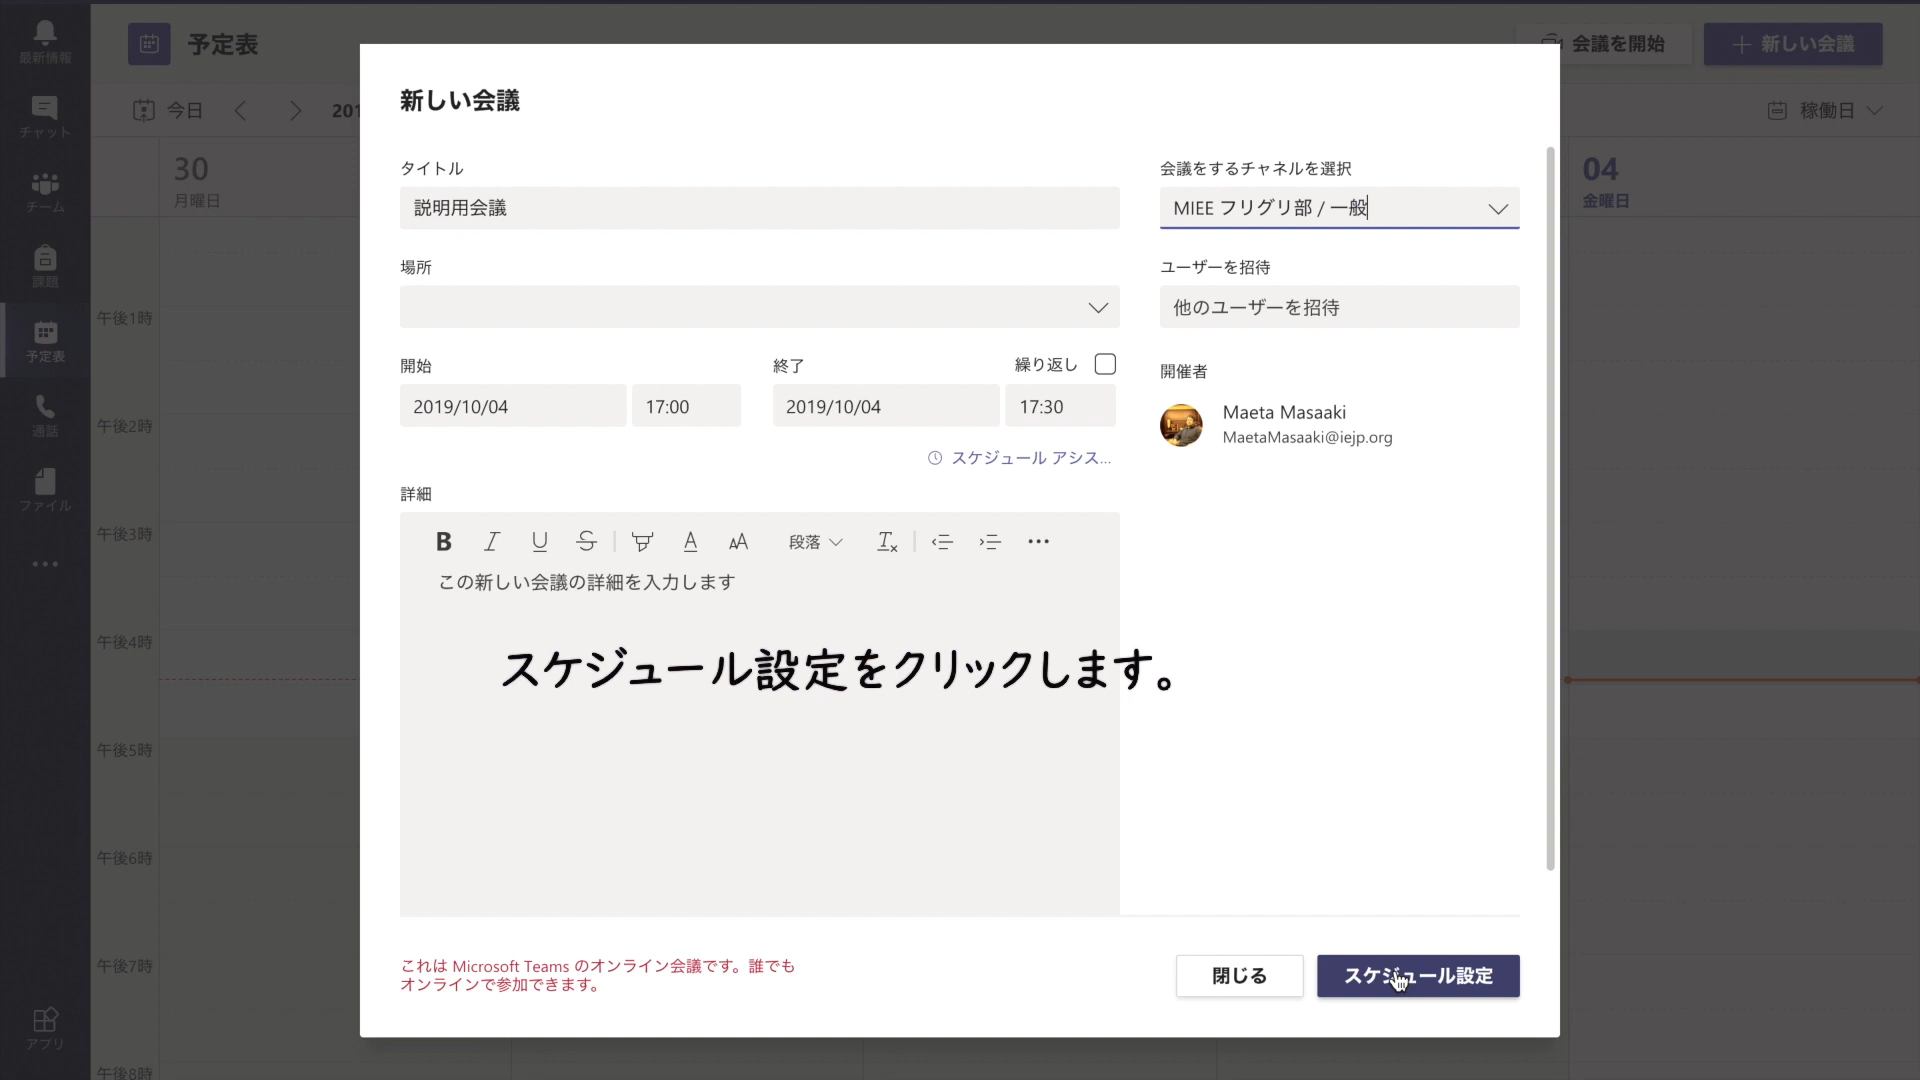 最新情報
チャット
チーム
課題
予定表
通話
ファイル
アプリ
予定表
会議を開始
新しい会議
今日
201
稼働日
30
月曜日
04
金曜日
午後1時
午後2時
午後3時
午後4時
午後5時
午後6時
午後7時
午後8時
新しい会議
タイトル
説明用会議
場所
開始
2019/10/04
17:00
終了
繰り返し
2019/10/04
17:30
スケジュール アシス...
詳細
B I U S A AA 段落 Tx
この新しい会議の詳細を入力します
会議をするチャネルを選択
MIEE フリグリ部 / 一般
ユーザーを招待
他のユーザーを招待
開催者
Maeta Masaaki
MaetaMasaaki@iejp.org
スケジュール設定をクリックします。
これは Microsoft Teams のオンライン会議です。誰でも
オンラインで参加できます。
閉じる
スケジュール設定